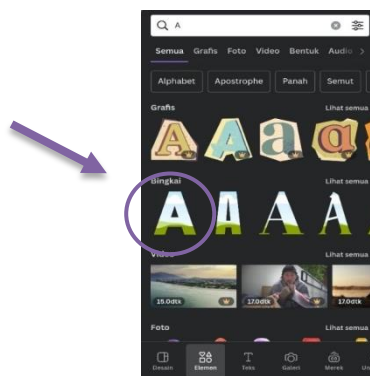 A
Semua Grafis Foto Video Bentuk Audio
Alphabet Apostrophe Panah Semut
Grafis Lihat semua
A A a a
Bingkai Lihat semua
A A A A
Video Lihat semua
15.0dtk 17.0dtk 17.0dtk
Foto Lihat semua
Desain Elemen Teks Galeri Merek